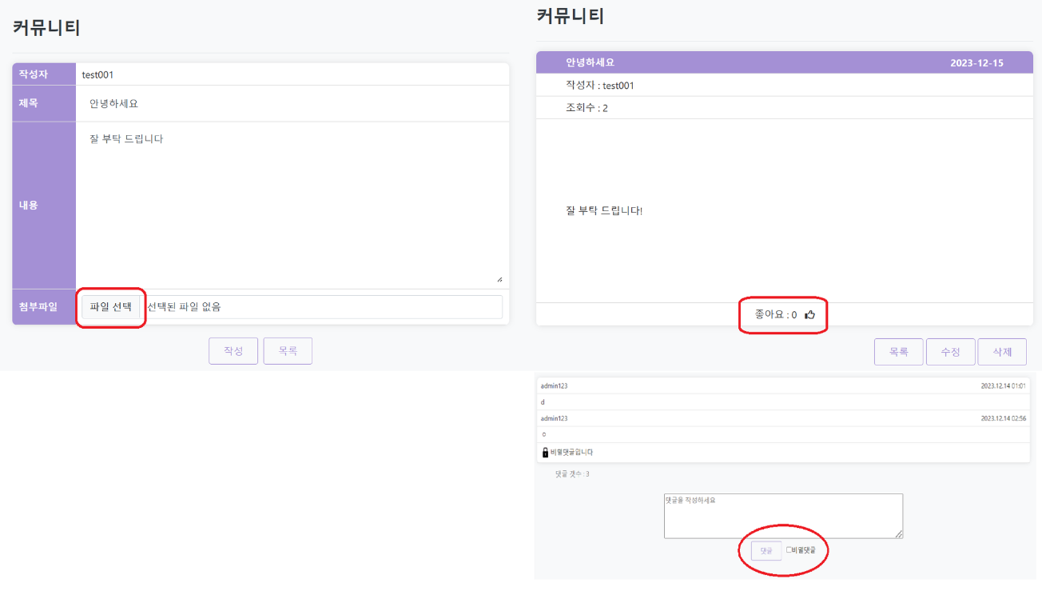 커뮤니티
작성자 test001
제목 안녕하세요
내용 잘 부탁 드립니다
첨부파일 파일 선택 선택된 파일 없음
작성 목록
커뮤니티
안녕하세요 2023-12-15
작성자 : test001
조회수 : 2
잘 부탁 드립니다!
좋아요 : 0
목록 수정 삭제
admin123 2023.12.14 01:01
d
admin123 2023.12.14 02:56
ㅇ
비밀댓글입니다
댓글 갯수 : 3
댓글을 작성하세요
댓글 비밀댓글